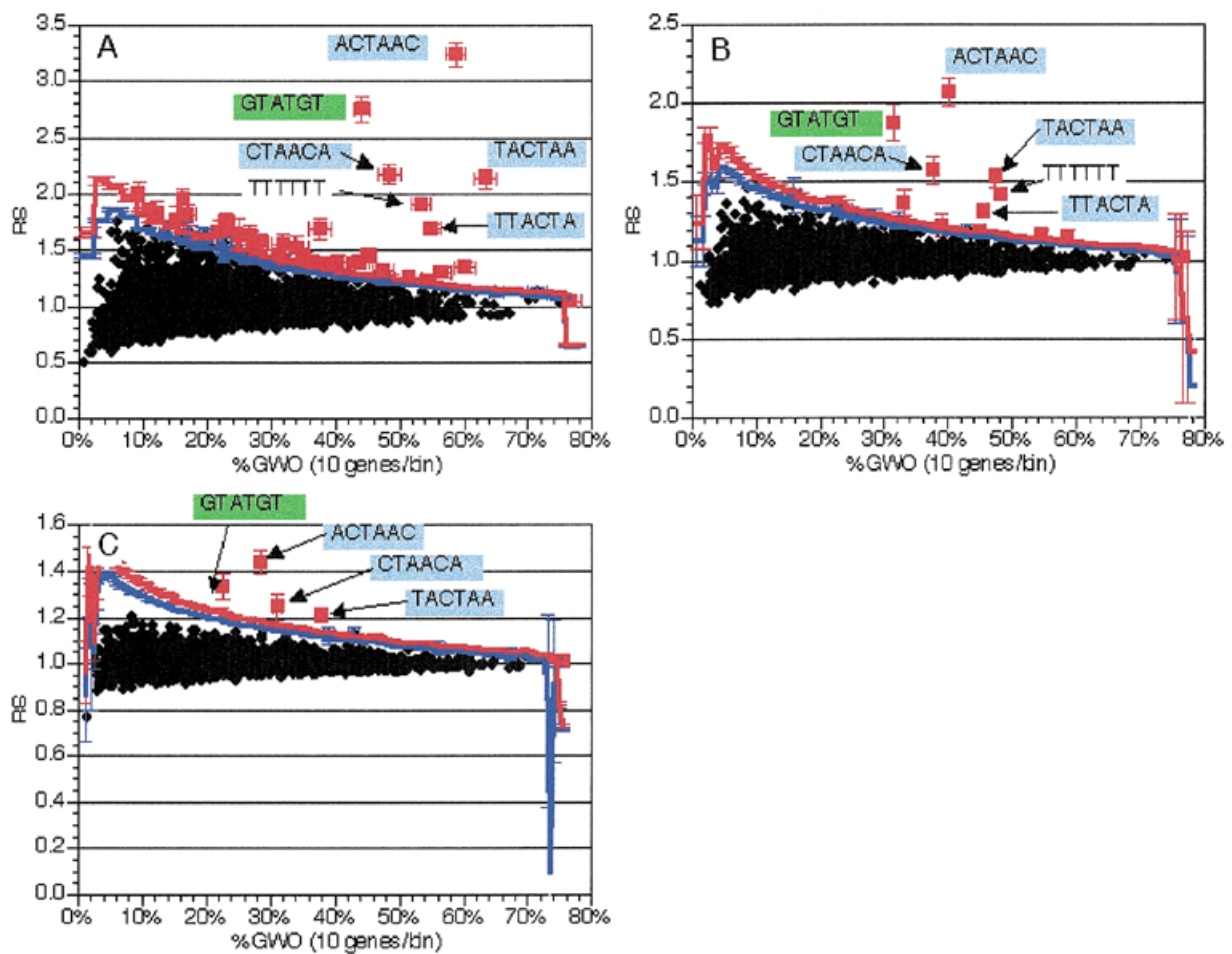 A
3.5
3.0
2.5
2.0
1.5
1.0
0.5
0.0
RS
ACTAAC
GTATGT
CTAACA
TACTAA
TTTTTT
TTACTA
0% 10% 20% 30% 40% 50% 60% 70% 80%
%GWO (10 genes/bin)
B
2.5
2.0
1.5
1.0
0.5
0.0
RS
ACTAAC
GTATGT
TACTAA
CTAACA
TTTTTT
TTACTA
0% 10% 20% 30% 40% 50% 60% 70% 80%
%GWO (10 genes/bin)
C
1.6
1.4
1.2
1.0
0.8
0.6
0.4
0.2
0.0
RS
GTATGT
ACTAAC
CTAACA
TACTAA
0% 10% 20% 30% 40% 50% 60% 70% 80%
%GWO (10 genes/bin)